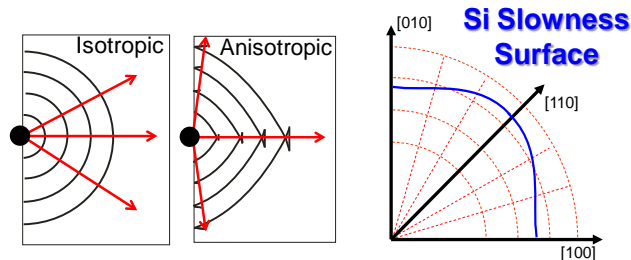 Isotropic
Anisotropic
Si Slowness
Surface
[010]
[110]
[100]